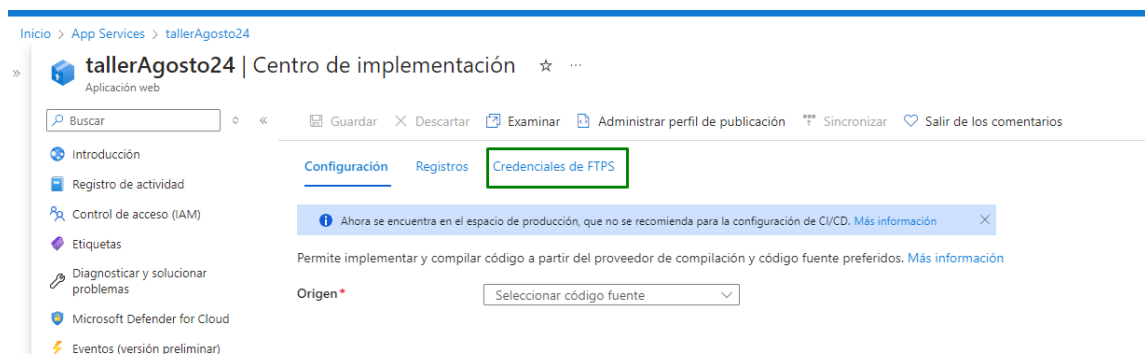 Inicio > App Services > tallerAgosto24
tallerAgosto24 | Centro de implementación
Aplicación web
Buscar
Guardar Descartar Examinar Administrar perfil de publicación Sincronizar Salir de los comentarios
Introducción
Registro de actividad
Control de acceso (IAM)
Etiquetas
Diagnosticar y solucionar
problemas
Microsoft Defender for Cloud
Eventos (versión preliminar)
Configuración Registros Credenciales de FTPS
Ahora se encuentra en el espacio de producción, que no se recomienda para la configuración de CI/CD. Más información
Permite implementar y compilar código a partir del proveedor de compilación y código fuente preferidos. Más información
Origen * Seleccionar código fuente